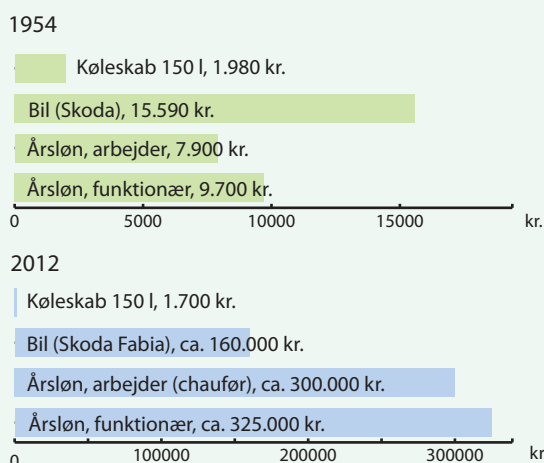 1954
Køleskab 150 l, 1.980 kr.
Bil (Skoda), 15.590 kr.
Årsløn, arbejder, 7.900 kr.
Årsløn, funktionær, 9.700 kr.
0 5000 10000 15000 kr.
2012
Køleskab 150 l, 1.700 kr.
Bil (Skoda Fabia), ca. 160.000 kr.
Årsløn, arbejder (chaufør), ca. 300.000 kr.
Årsløn, funktionær, ca. 325.000 kr.
0 100000 200000 300000 kr